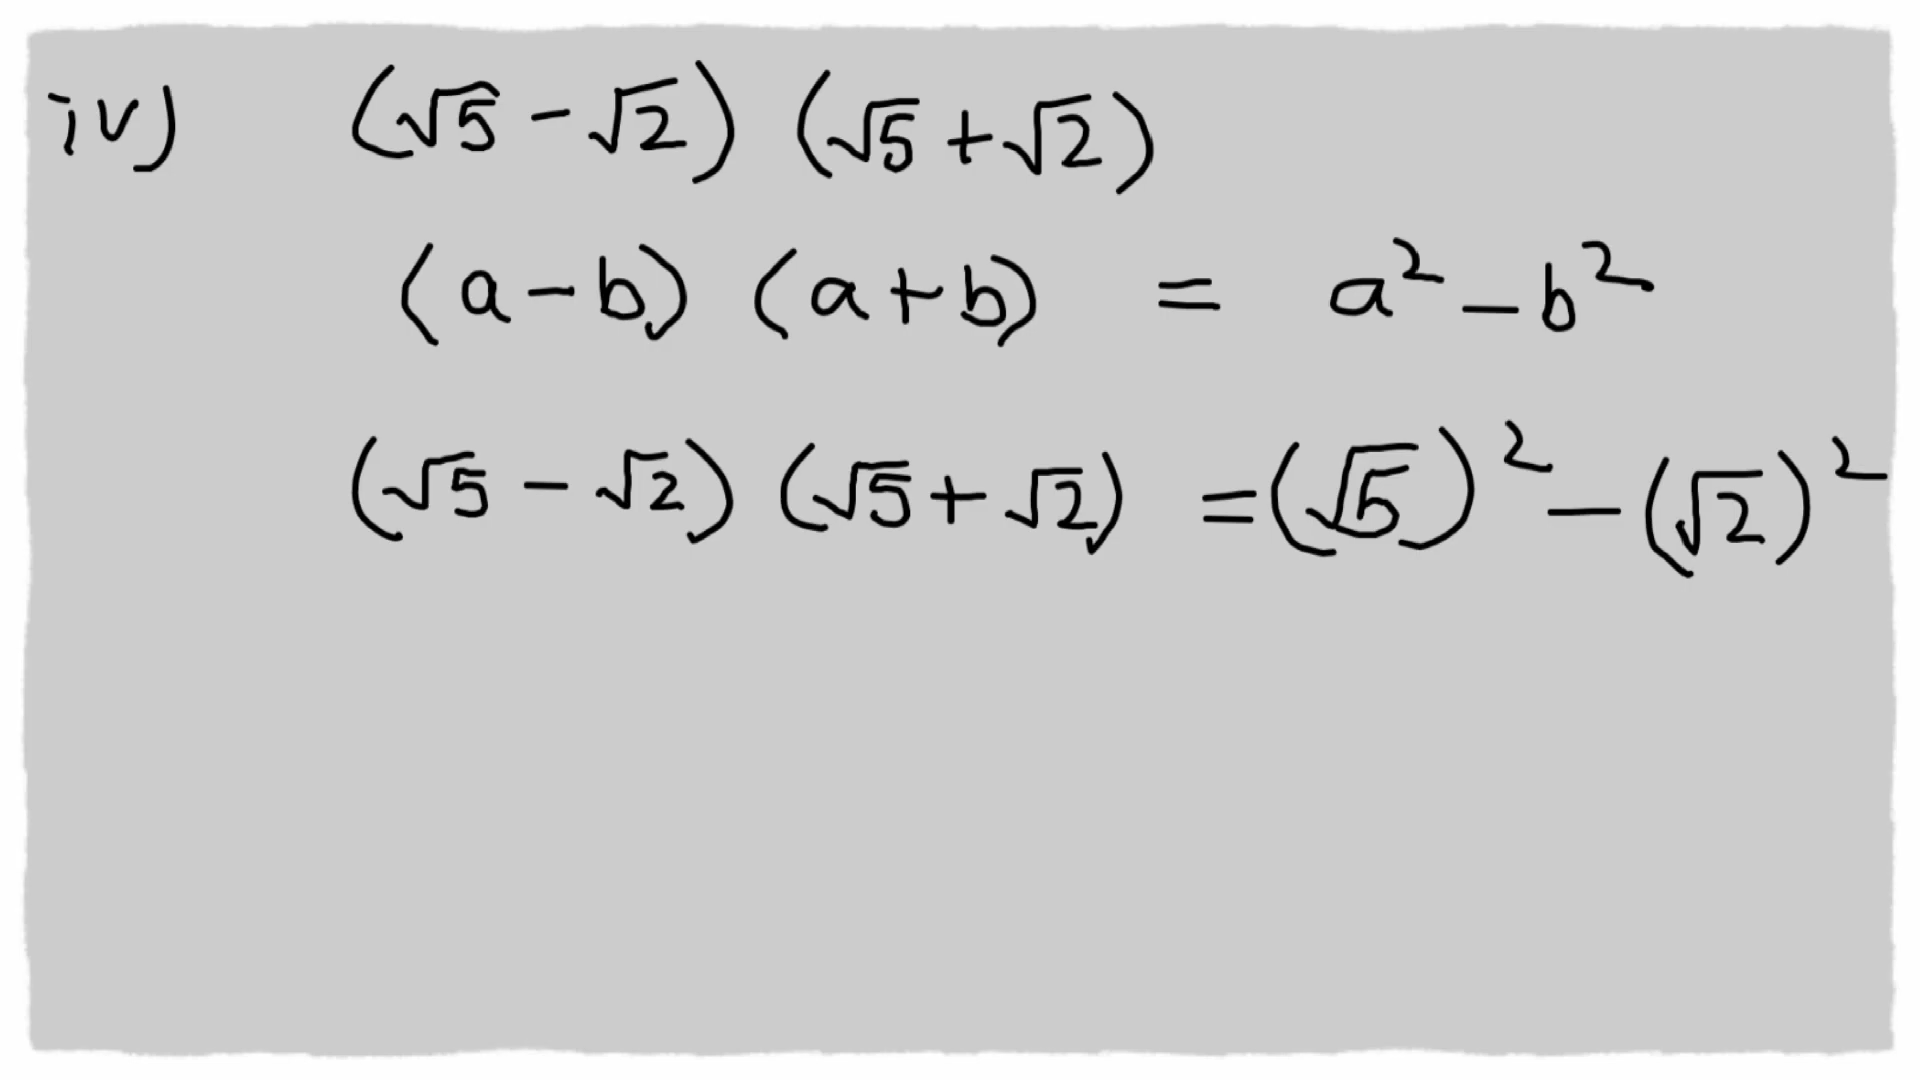 iv) (√5 - √2) (√5 + √2)
(a - b) (a + b) = a² - b²
(√5 - √2) (√5 + √2) = (√5)² - (√2)²